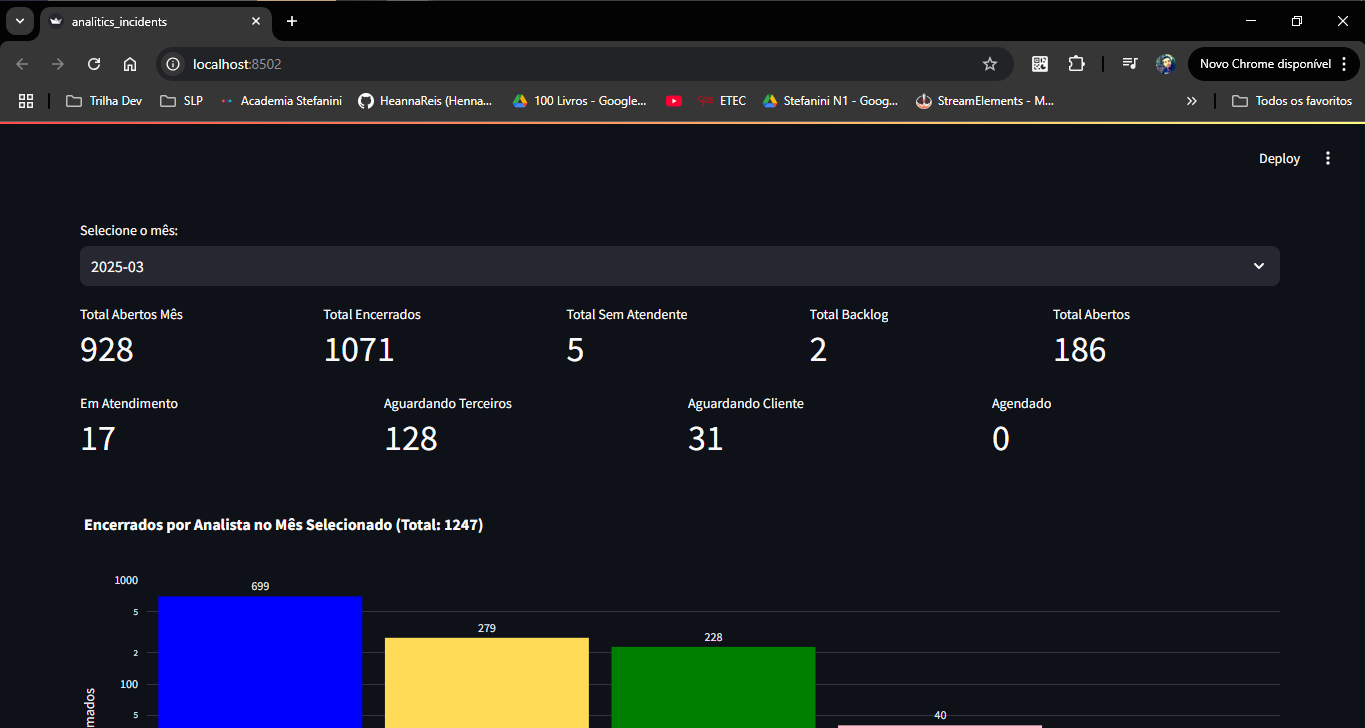 analitics_incidents
localhost:8502
Novo Chrome disponível
Trilha Dev SLP Academia Stefanini HeannaReis (Henna... 100 Livros - Google... ETEC Stefanini N1 - Goog... StreamElements - M... Todos os favoritos
Deploy
Selecione o mês:
2025-03
Total Abertos Mês Total Encerrados Total Sem Atendente Total Backlog Total Abertos
928 1071 5 2 186
Em Atendimento Aguardando Terceiros Aguardando Cliente Agendado
17 128 31 0
Encerrados por Analista no Mês Selecionado (Total: 1247)
1000
699
5
279
228
2
100
5
40